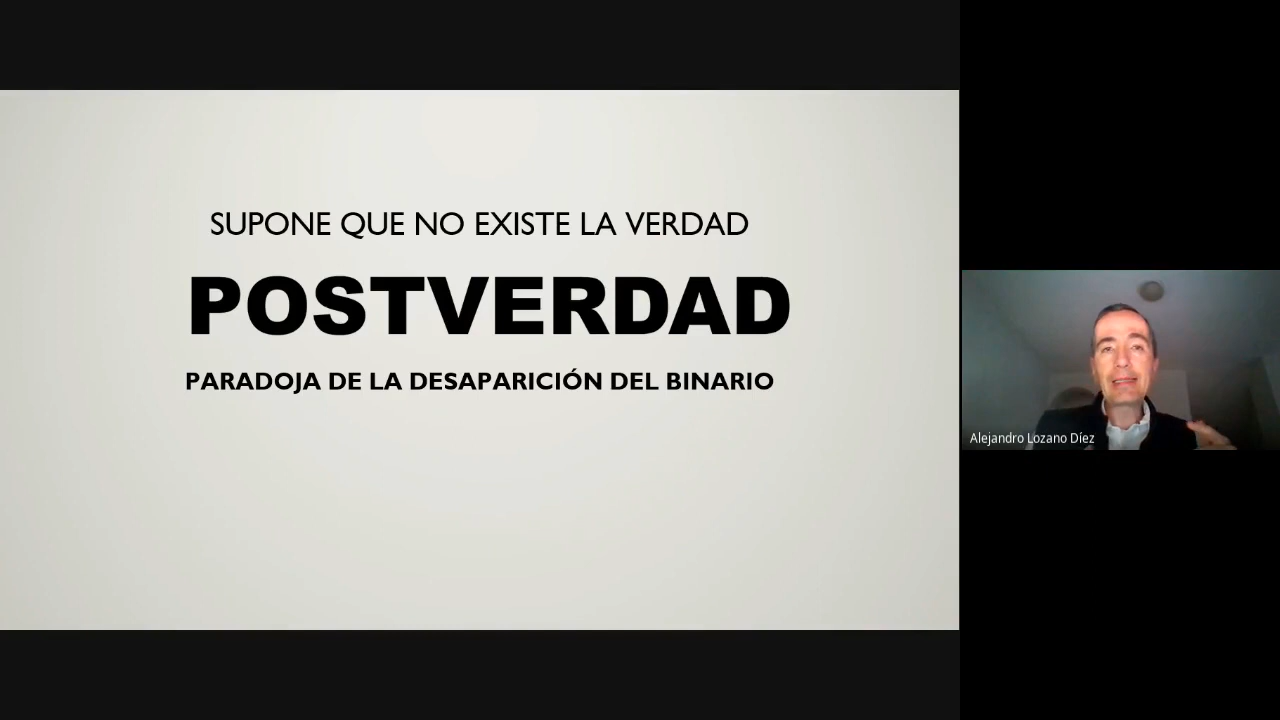 SUPONE QUE NO EXISTE LA VERDAD
POSTVERDAD
PARADOJA DE LA DESAPARICIÓN DEL BINARIO
Alejandro Lozano Díez